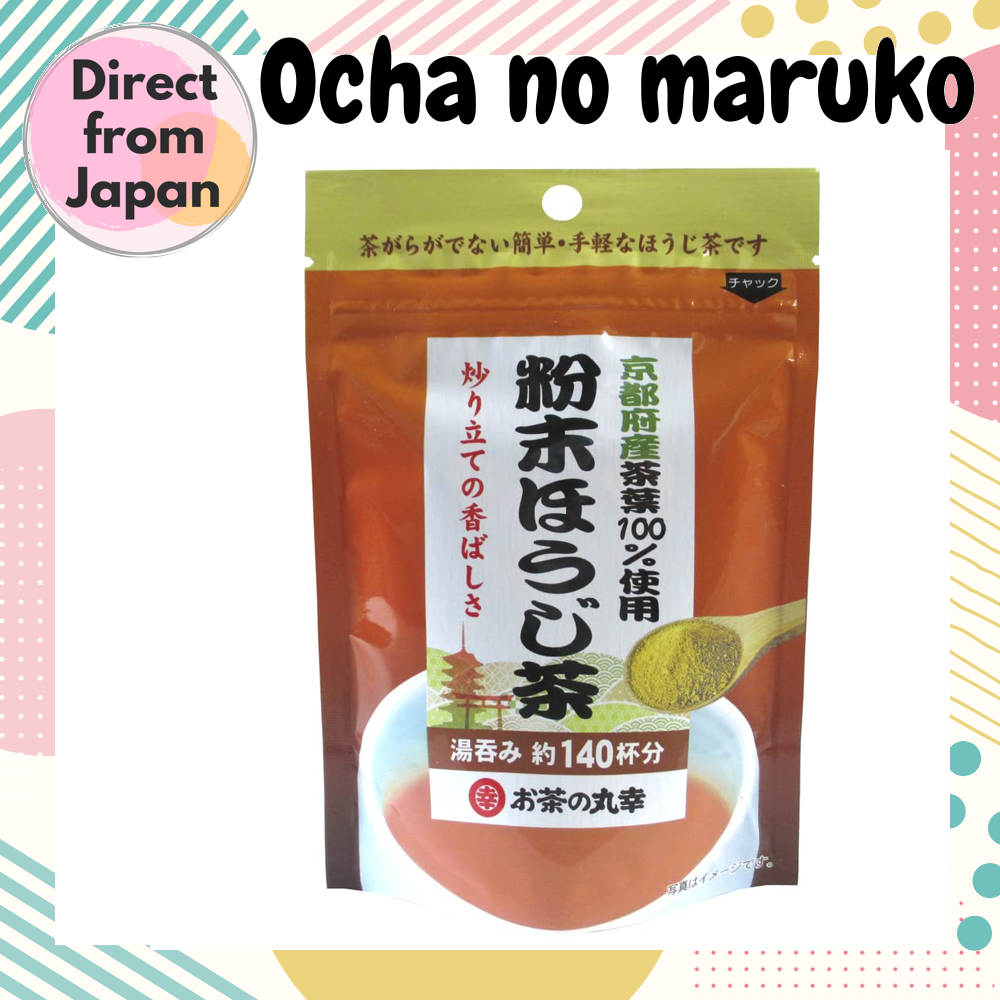 Direct
from
Japan
Ocha no maruko
茶がらがでない簡単・手軽なほうじ茶です
チャック
京都府産茶葉100%使用
粉末ほうじ茶
炒り立ての香ばしさ
湯呑み 約140杯分
幸 お茶の丸幸
写真はイメージです。